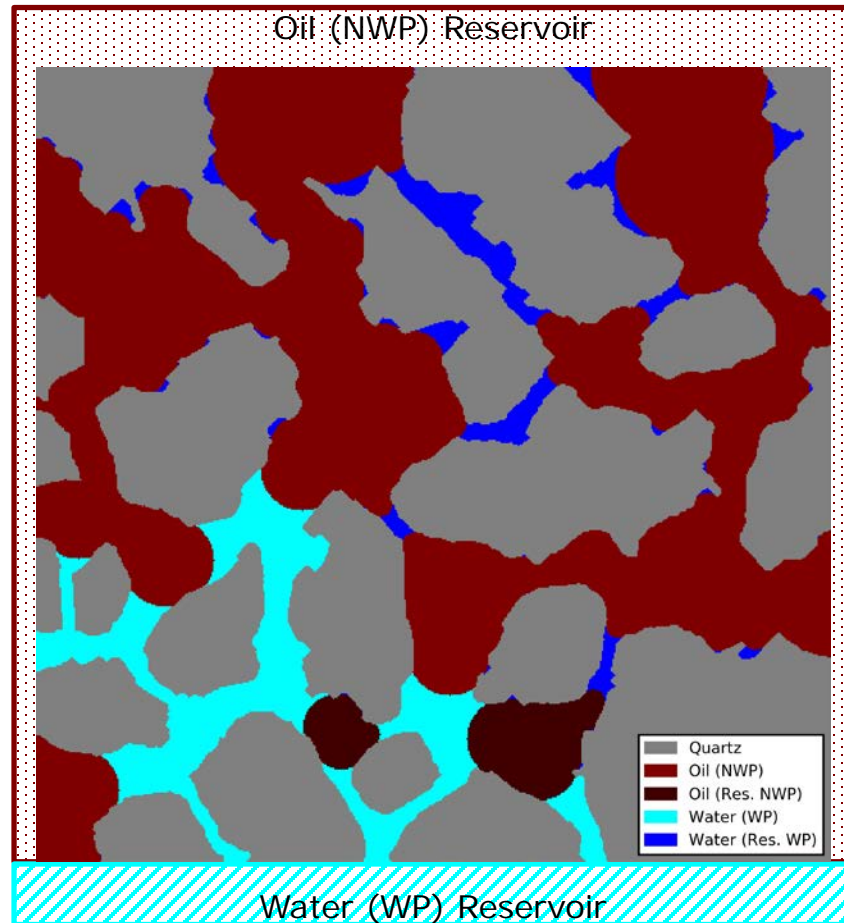 Oil (NWP) Reservoir
Quartz
Oil (NWP)
Oil (Res. NWP)
Water (WP)
Water (Res. WP)
Water (WP) Reservoir